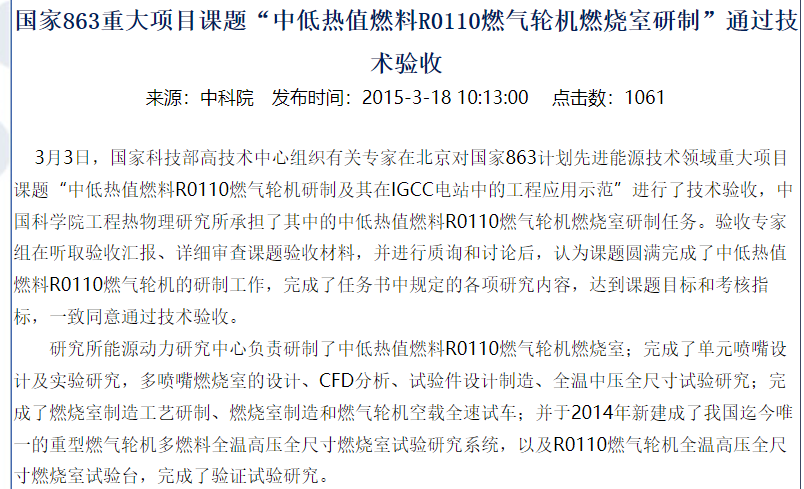 国家863重大项目课题“中低热值燃料R0110燃气轮机燃烧室研制”通过技
术验收
来源：中科院 发布时间：2015-3-18 10:13:00 点击数：1061
3月3日，国家科技部高技术中心组织有关专家在北京对国家863计划先进能源技术领域重大项目
课题“中低热值燃料R0110燃气轮机研制及其在IGCC电站中的工程应用示范”进行了技术验收，中
国科学院工程热物理研究所承担了其中的中低热值燃料R0110燃气轮机燃烧室研制任务。验收专家
组在听取验收汇报、详细审查课题验收材料，并进行质询和讨论后，认为课题圆满完成了中低热值
燃料R0110燃气轮机的研制工作，完成了任务书中规定的各项研究内容，达到课题目标和考核指
标，一致同意通过技术验收。
研究所能源动力研究中心负责研制了中低热值燃料R0110燃气轮机燃烧室；完成了单元喷嘴设
计及实验研究，多喷嘴燃烧室的设计、CFD分析、试验件设计制造、全温中压全尺寸试验研究；完
成了燃烧室制造工艺研制、燃烧室制造和燃气轮机空载全速试车；并于2014年新建成了我国迄今唯
一的重型燃气轮机多燃料全温高压全尺寸燃烧室试验研究系统，以及R0110燃气轮机全温高压全尺
寸燃烧室试验台，完成了验证试验研究。